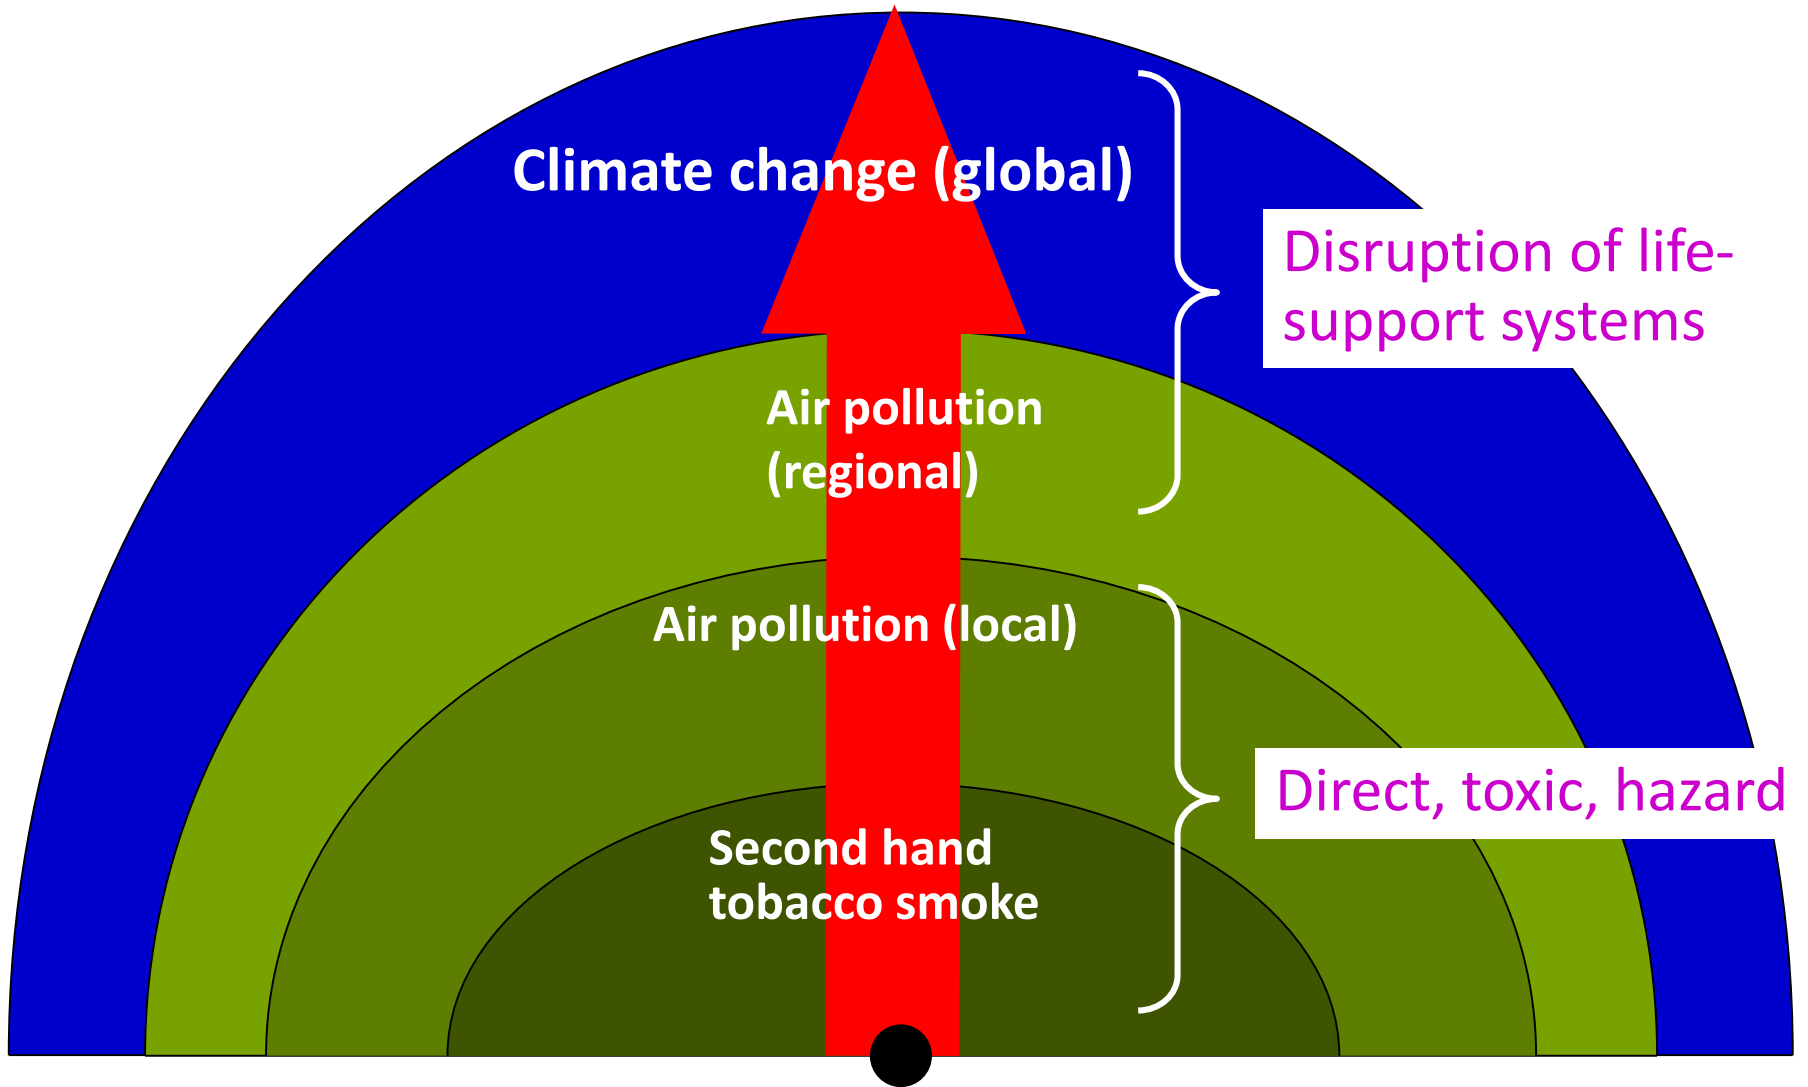 Climate change (global)
Disruption of life-
support systems
Air pollution
(regional)
Air pollution (local)
Direct, toxic, hazard
Second hand
tobacco smoke